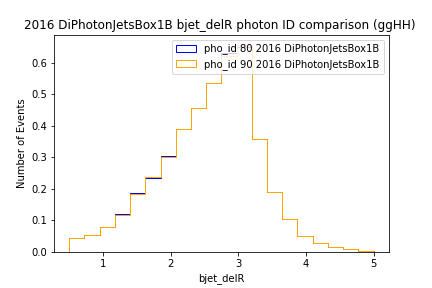 2016 DiPhotonJetsBox1B bjet_delR photon ID comparison (ggHH)
pho_id 80 2016 DiPhotonJetsBox1B
pho_id 90 2016 DiPhotonJetsBox1B
Number of Events
0.6
0.5
0.4
0.3
0.2
0.1
0.0
1 2 3 4 5
bjet_delR